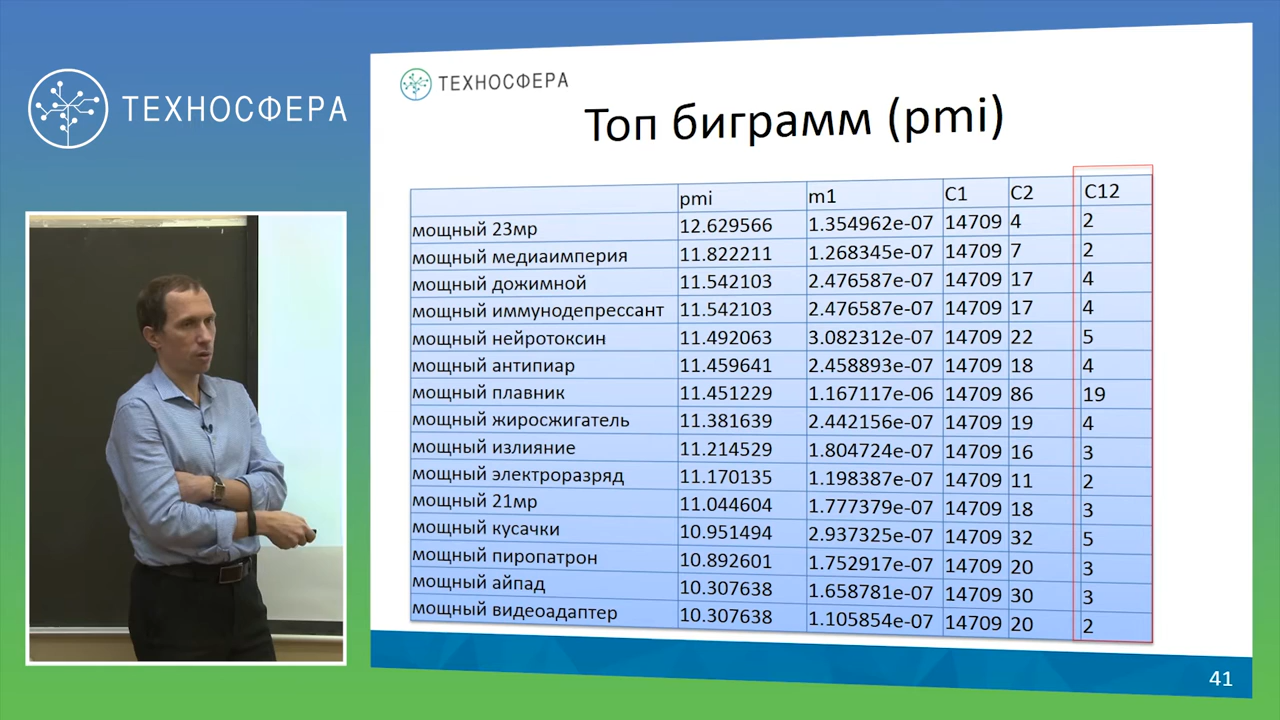 ТЕХНОСФЕРА
ТЕХНОСФЕРА
Топ биграмм (pmi)
pmi m1 C1 C2 C12
мощный 23мр 12.629566 1.354962e-07 14709 4 2
мощный медиаимперия 11.822211 1.268345e-07 14709 7 2
мощный дожимной 11.542103 2.476587e-07 14709 17 4
мощный иммунодепрессант 11.542103 2.476587e-07 14709 17 4
мощный нейротоксин 11.492063 3.082312e-07 14709 22 5
мощный антипиар 11.459641 2.458893e-07 14709 18 4
мощный плавник 11.451229 1.167117e-06 14709 86 19
мощный жиросжигатель 11.381639 2.442156e-07 14709 19 4
мощный излияние 11.214529 1.804724e-07 14709 16 3
мощный электроразряд 11.170135 1.198387e-07 14709 11 2
мощный 21мр 11.044604 1.777379e-07 14709 18 3
мощный кусачки 10.951494 2.937325e-07 14709 32 5
мощный пиропатрон 10.892601 1.752917e-07 14709 20 3
мощный айпад 10.307638 1.658781e-07 14709 30 3
мощный видеоадаптер 10.307638 1.105854e-07 14709 20 2
41